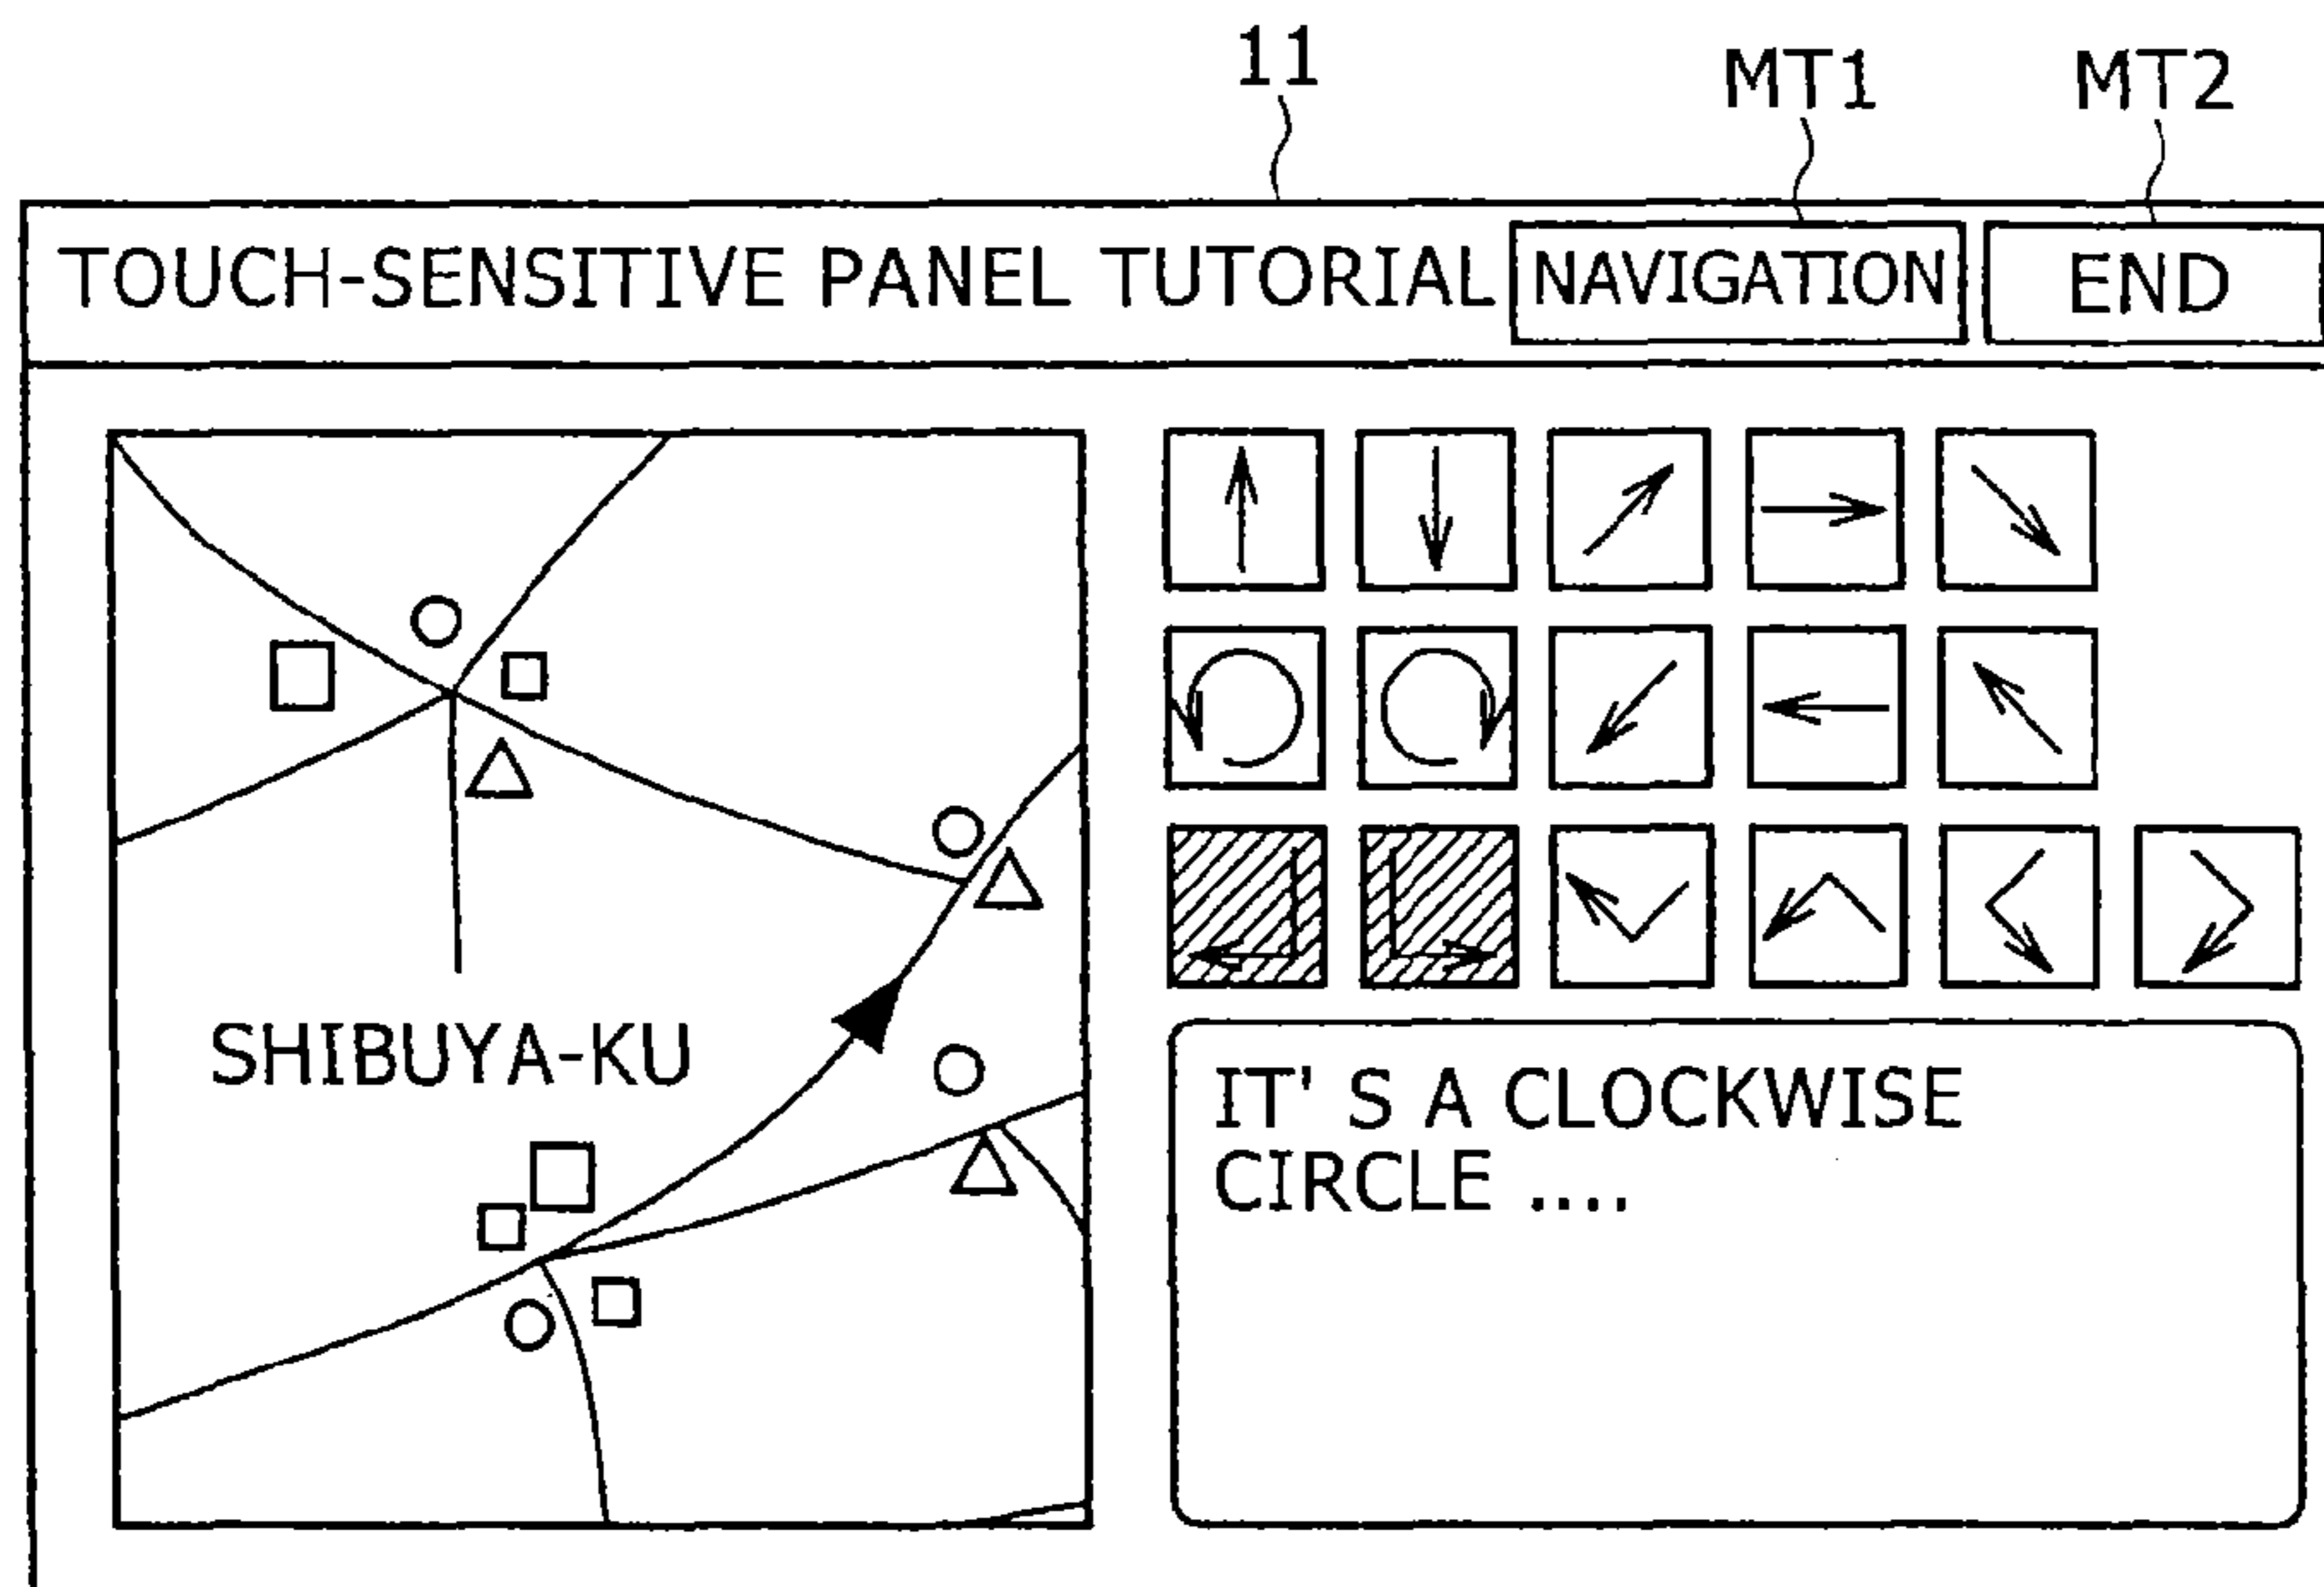 11 MT1 MT2
TOUCH-SENSITIVE PANEL TUTORIAL NAVIGATION END
SHIBUYA-KU
IT'S A CLOCKWISE
CIRCLE ....